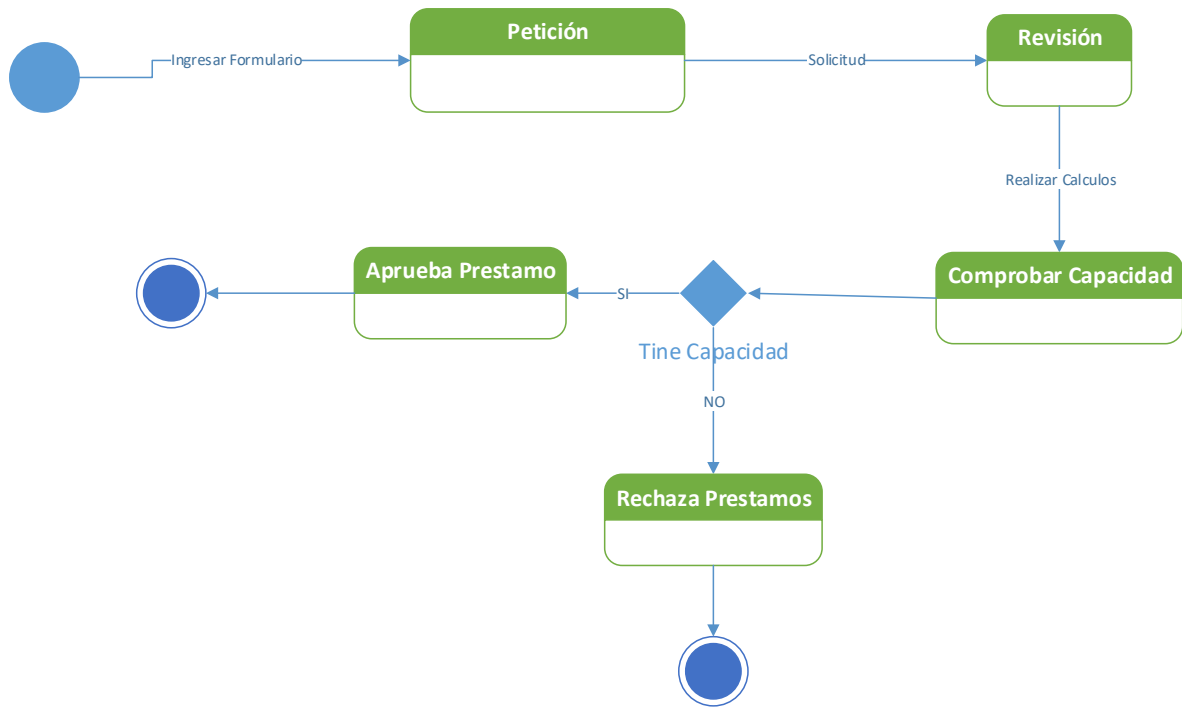 Petición
Revisión
Ingresar Formulario
Solicitud
Realizar Calculos
Aprueba Prestamo
Comprobar Capacidad
SI
Tine Capacidad
NO
Rechaza Prestamos